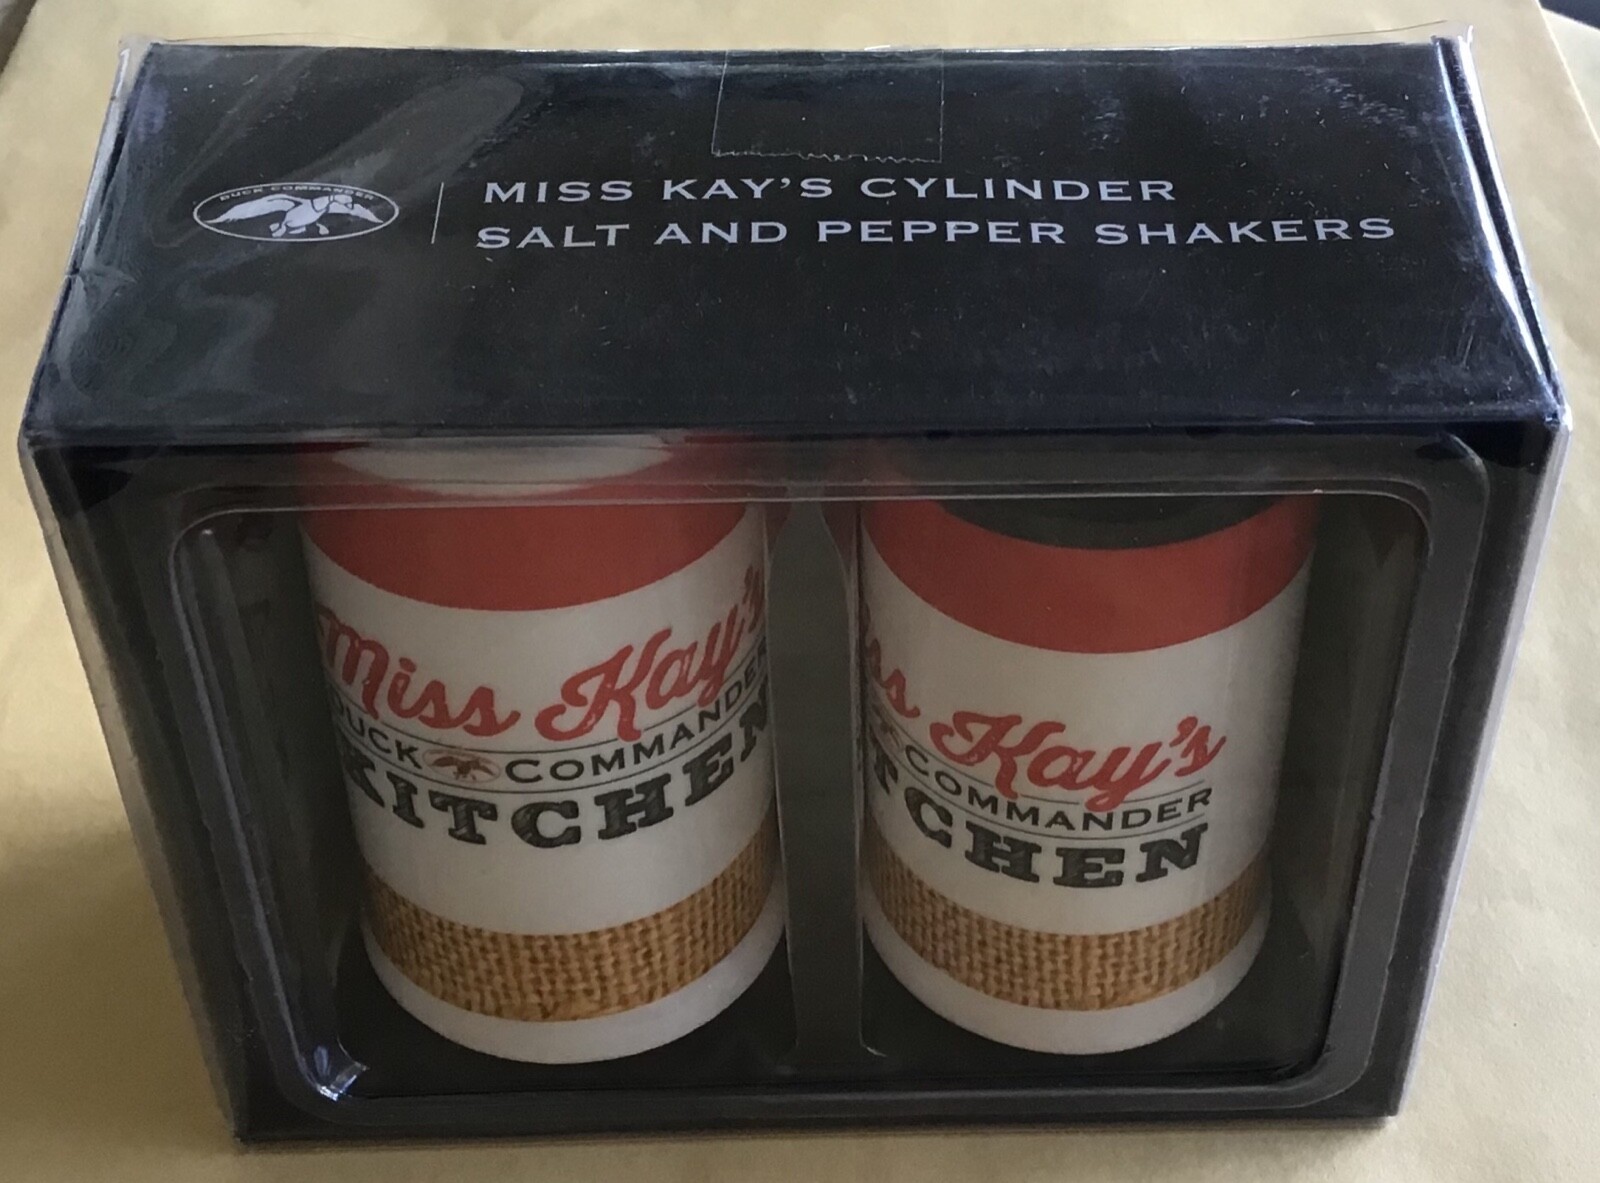 DUCK COMMANDER
MISS KAY'S CYLINDER
SALT AND PEPPER SHAKERS
Miss Kay's
DUCK COMMANDER
KITCHEN
ss Kay's
COMMANDER
TCHEN